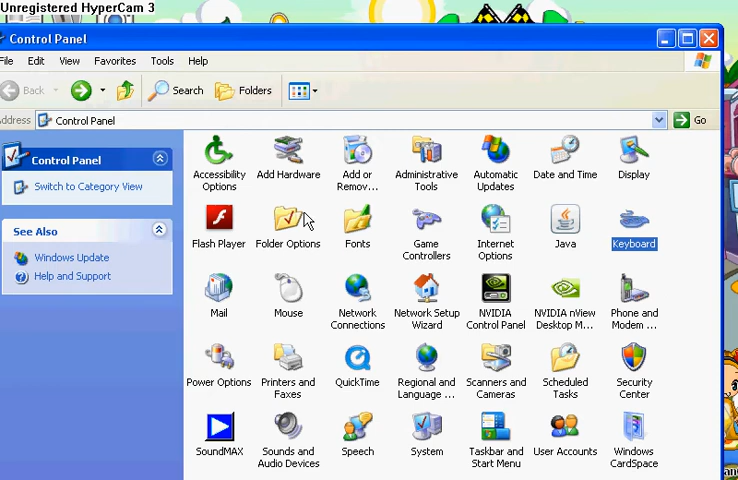 Unregistered HyperCam 3
Control Panel
File Edit View Favorites Tools Help
Back Search Folders
Address Control Panel Go
Control Panel
Switch to Category View
See Also
Windows Update
Help and Support
Accessibility Options
Add Hardware
Add or Remov...
Administrative Tools
Automatic Updates
Date and Time
Display
Flash Player
Folder Options
Fonts
Game Controllers
Internet Options
Java
Keyboard
Mail
Mouse
Network Connections
Network Setup Wizard
NVIDIA Control Panel
NVIDIA nView Desktop M...
Phone and Modem ...
Power Options
Printers and Faxes
QuickTime
Regional and Language ...
Scanners and Cameras
Scheduled Tasks
Security Center
SoundMAX
Sounds and Audio Devices
Speech
System
Taskbar and Start Menu
User Accounts
Windows CardSpace